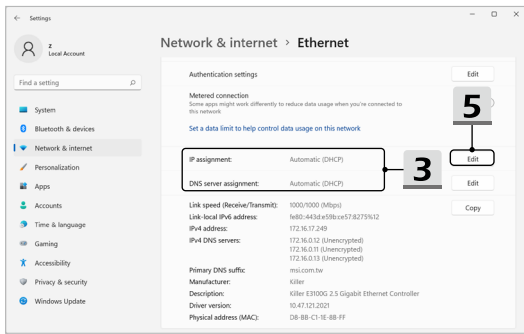 Settings
z
Local Account
Find a setting
System
Bluetooth & devices
Network & internet
Personalization
Apps
Accounts
Time & language
Gaming
Accessibility
Privacy & security
Windows Update
Network & internet > Ethernet
Authentication settings Edit
Metered connection
Some apps might work differently to reduce data usage when you're connected to
this network
5
Set a data limit to help control data usage on this network
IP assignment: Automatic (DHCP) Edit
3
DNS server assignment: Automatic (DHCP) Edit
Link speed (Receive/Transmit): 1000/1000 (Mbps) Copy
Link-local IPv6 address: fe80::443d:e59b:ce57:8275%12
IPv4 address: 172.16.17.249
IPv4 DNS servers: 172.16.0.12 (Unencrypted)
172.16.0.11 (Unencrypted)
172.16.0.13 (Unencrypted)
Primary DNS suffix: msi.com.tw
Manufacturer: Killer
Description: Killer E3100G 2.5 Gigabit Ethernet Controller
Driver version: 10.47.121.2021
Physical address (MAC): D8-BB-C1-1E-8B-FF